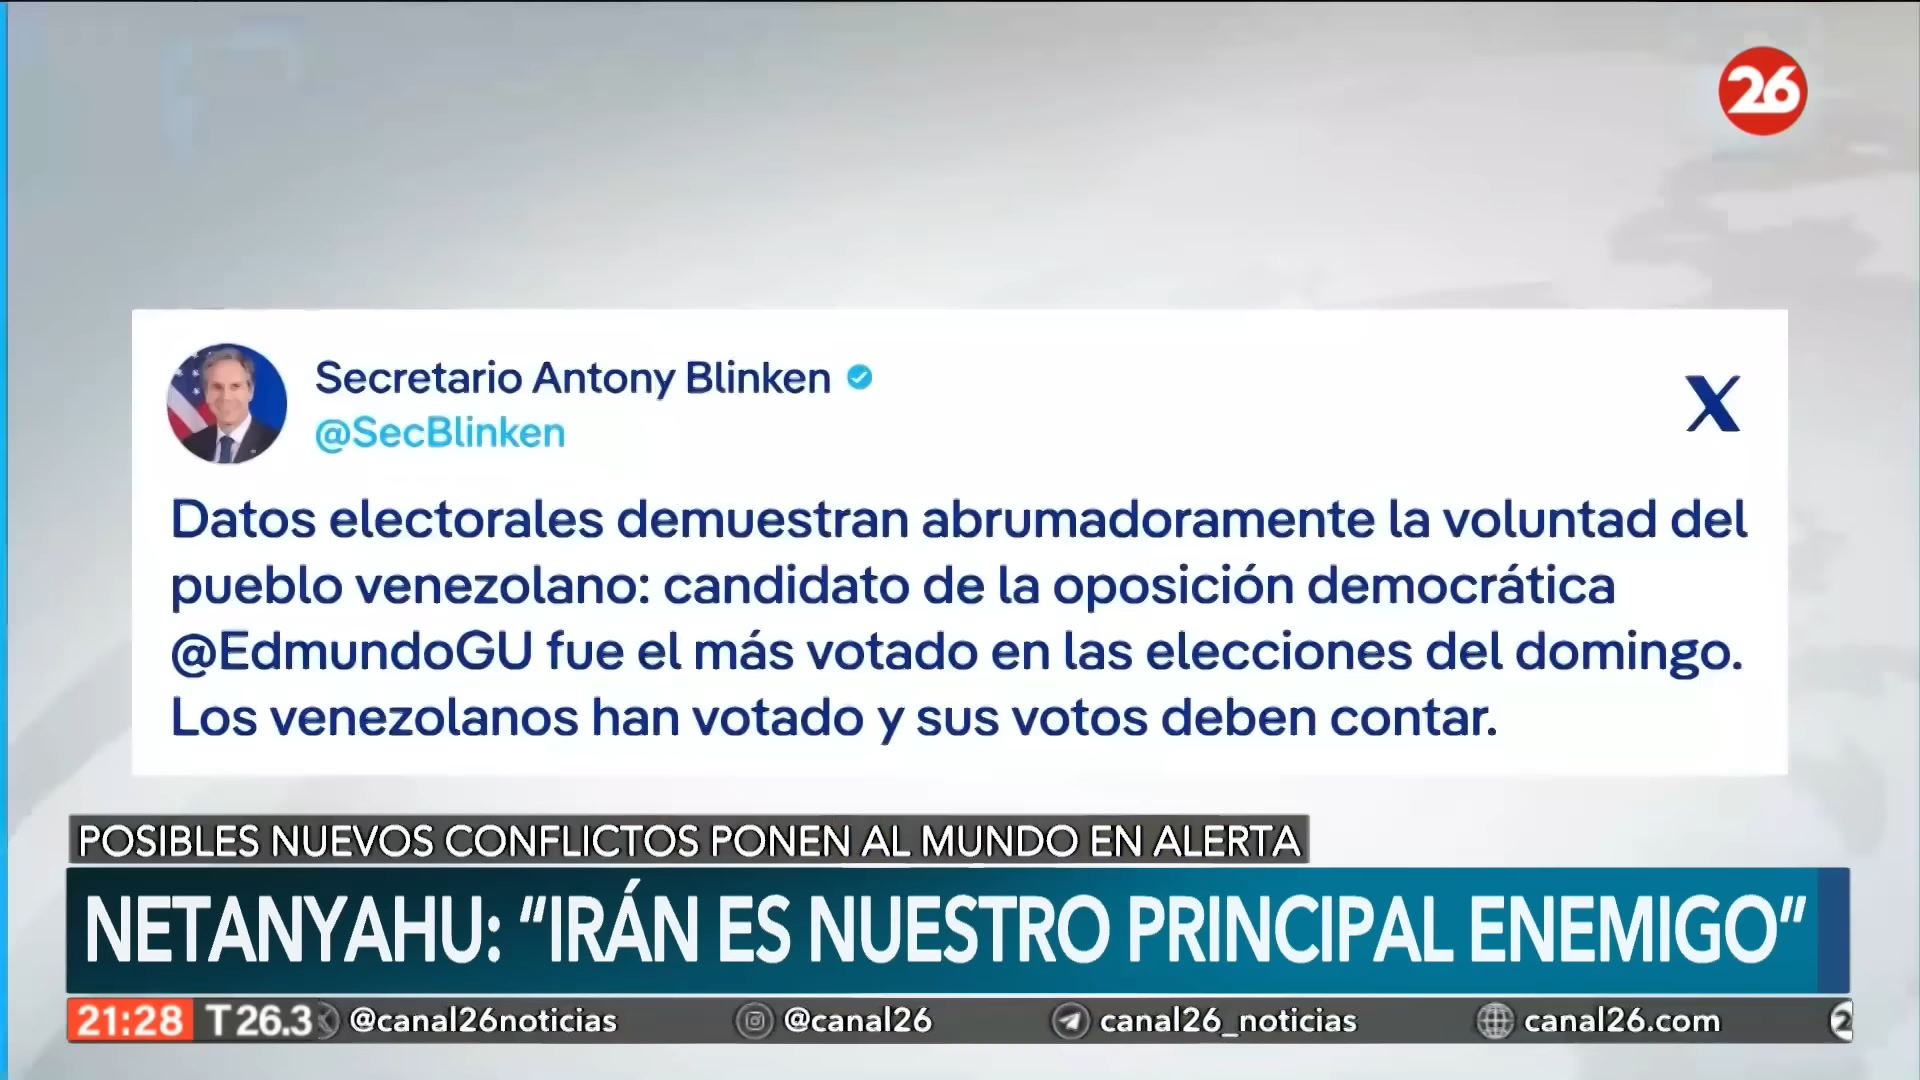 26
Secretario Antony Blinken
@SecBlinken
X
Datos electorales demuestran abrumadoramente la voluntad del
pueblo venezolano: candidato de la oposición democrática
@EdmundoGU fue el más votado en las elecciones del domingo.
Los venezolanos han votado y sus votos deben contar.
POSIBLES NUEVOS CONFLICTOS PONEN AL MUNDO EN ALERTA
NETANYAHU: “IRÁN ES NUESTRO PRINCIPAL ENEMIGO”
21:28 T 26.3 @canal26noticias @canal26 canal26_noticias canal26.com